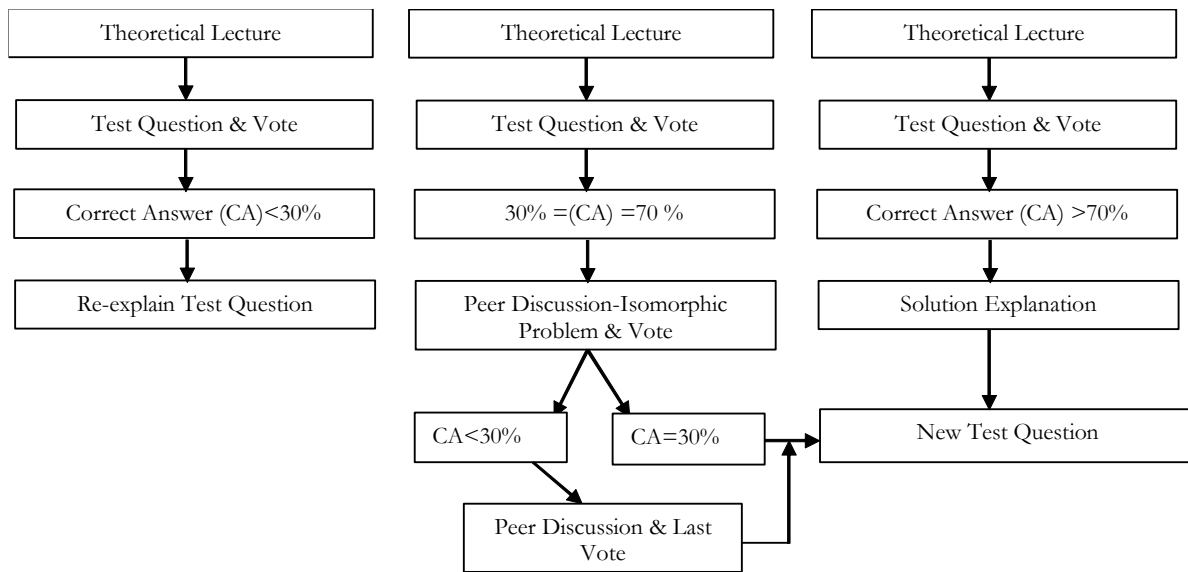 Theoretical Lecture
Test Question & Vote
Correct Answer (CA)<30%
Re-explain Test Question
Theoretical Lecture
Test Question & Vote
30% =(CA) =70 %
Peer Discussion-Isomorphic
Problem & Vote
CA<30%
CA=30%
Peer Discussion & Last
Vote
Theoretical Lecture
Test Question & Vote
Correct Answer (CA) >70%
Solution Explanation
New Test Question